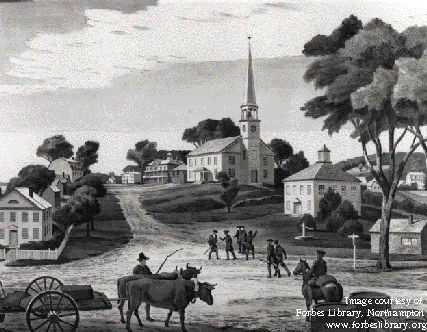 Image courtesy of
Forbes Library, Northampton
www.forbeslibrary.org